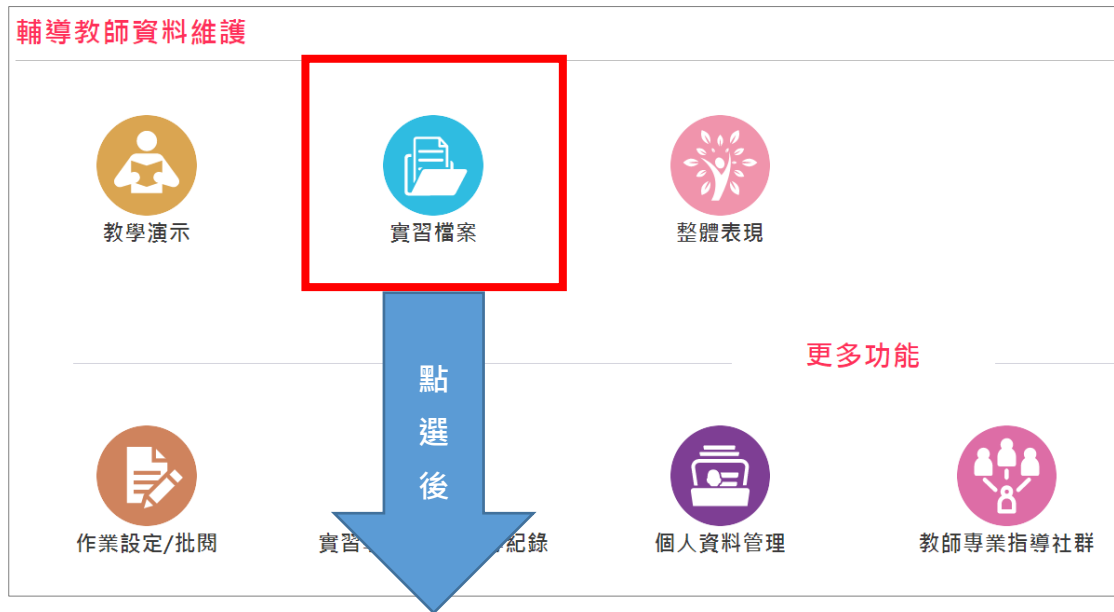 輔導教師資料維護
教學演示
實習檔案
整體表現
更多功能
點
選
後
作業設定/批閱
實習 紀錄
個人資料管理
教師專業指導社群